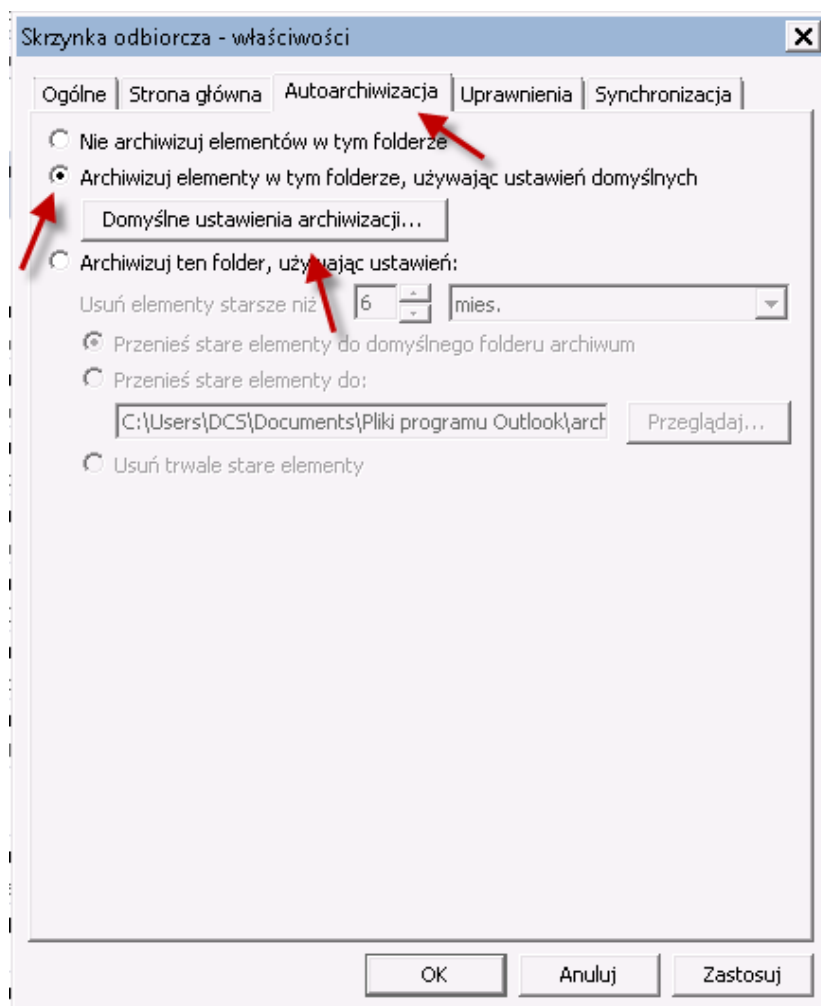 Skrzynka odbiorcza - właściwości
Ogólne Strona główna Autoarchiwizacja Uprawnienia Synchronizacja
Nie archiwizuj elementów w tym folderze
Archiwizuj elementy w tym folderze, używając ustawień domyślnych
Domyślne ustawienia archiwizacji...
Archiwizuj ten folder, używając ustawień:
Usuń elementy starsze niż 6 mies.
Przenieś stare elementy do domyślnego folderu archiwum
Przenieś stare elementy do:
C:\Users\DCS\Documents\Pliki programu Outlook\arch Przeglądaj...
Usuń trwale stare elementy
OK Anuluj Zastosuj